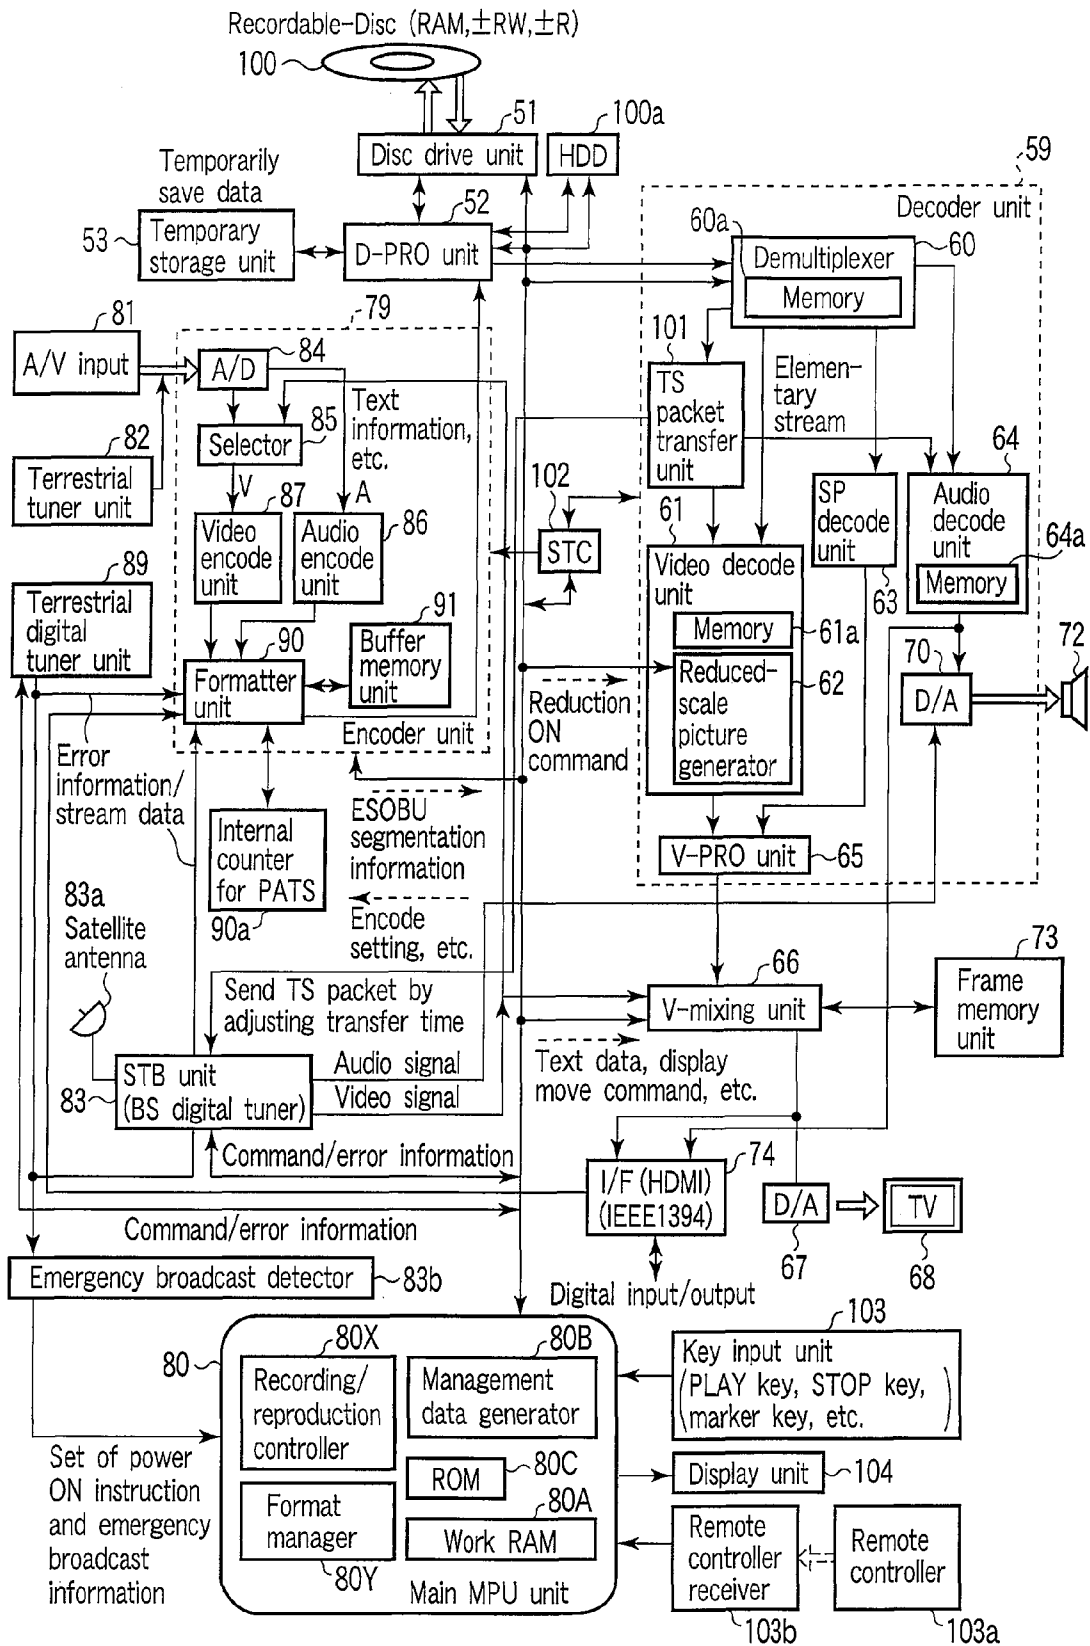 Recordable-Disc (RAM,±RW,±R)
100
51
100a
Disc drive unit
HDD
59
Temporarily
save data
52
Decoder unit
53
Temporary
storage unit
D-PRO unit
60a
60
Demultiplexer
Memory
81
79
A/V input
84
A/D
101
TS
packet
transfer
unit
Elemen-
tary
stream
Text
information,
etc.
85
Selector
82
Terrestrial
tuner unit
V
A
87
Video
encode
unit
86
Audio
encode
unit
102
STC
61
Video decode
unit
SP
decode
unit
63
64
Audio
decode
unit
64a
Memory
89
Terrestrial
digital
tuner unit
90
Formatter
unit
91
Buffer
memory
unit
Encoder unit
Memory
61a
Reduced-
scale
picture
generator
62
70
D/A
72
Reduction
ON
command
Error
information/
stream data
Internal
counter
for PATS
90a
ESOBU
segmentation
information
Encode
setting, etc.
V-PRO unit
65
83a
Satellite
antenna
66
V-mixing unit
73
Frame
memory
unit
Send TS packet by
adjusting transfer time
Text data, display
move command, etc.
STB unit
(BS digital tuner)
83
Audio signal
Video signal
Command/error information
74
I/F (HDMI)
(IEEE1394)
D/A
67
TV
68
Command/error information
Emergency broadcast detector
83b
Digital input/output
80
80X
Recording/
reproduction
controller
80B
Management
data generator
103
Key input unit
(PLAY key, STOP key,
marker key, etc. )
Set of power
ON instruction
and emergency
broadcast
information
ROM
80C
Display unit
104
Format
manager
80Y
80A
Work RAM
Main MPU unit
Remote
controller
receiver
103b
Remote
controller
103a